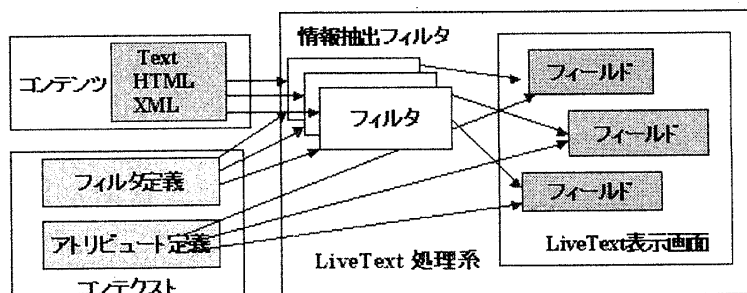 情報抽出フィルタ
コンテンツ
Text
HTML
XML
フィルタ
フィールド
フィールド
フィールド
フィルタ定義
アトリビュート定義
コンテクスト
LiveText 処理系
LiveText表示画面